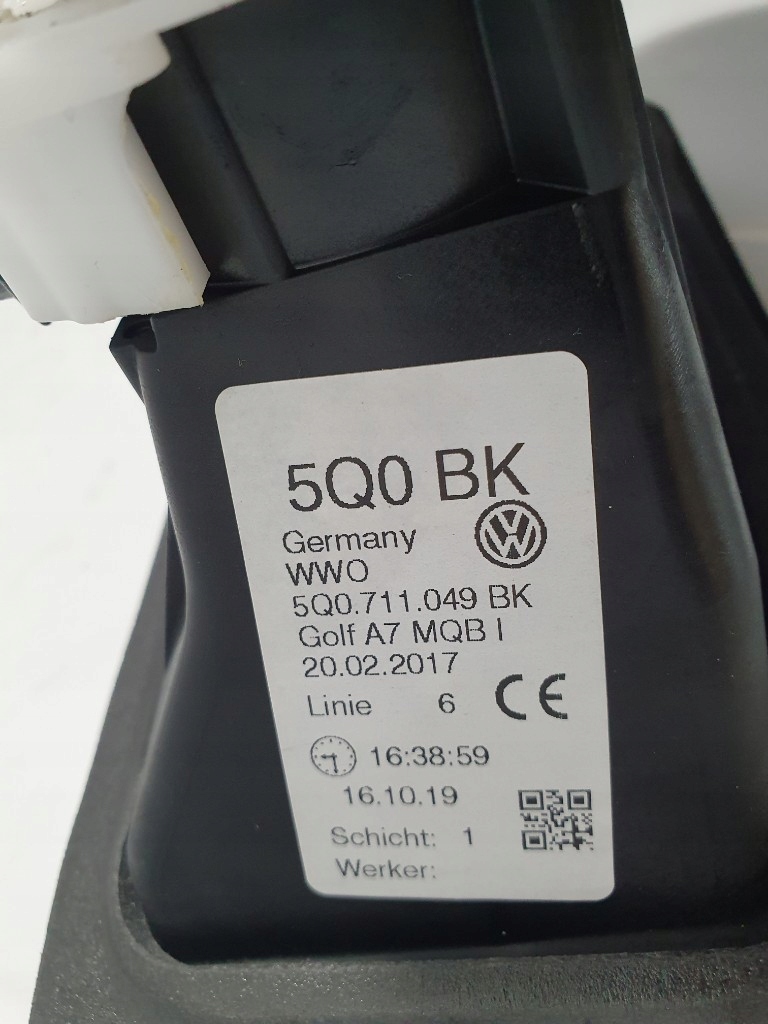 5Q0 BK
Germany
WWO
5Q0.711.049 BK
Golf A7 MQB I
20.02.2017
Linie 6 CE
16:38:59
16.10.19
Schicht: 1
Werker: